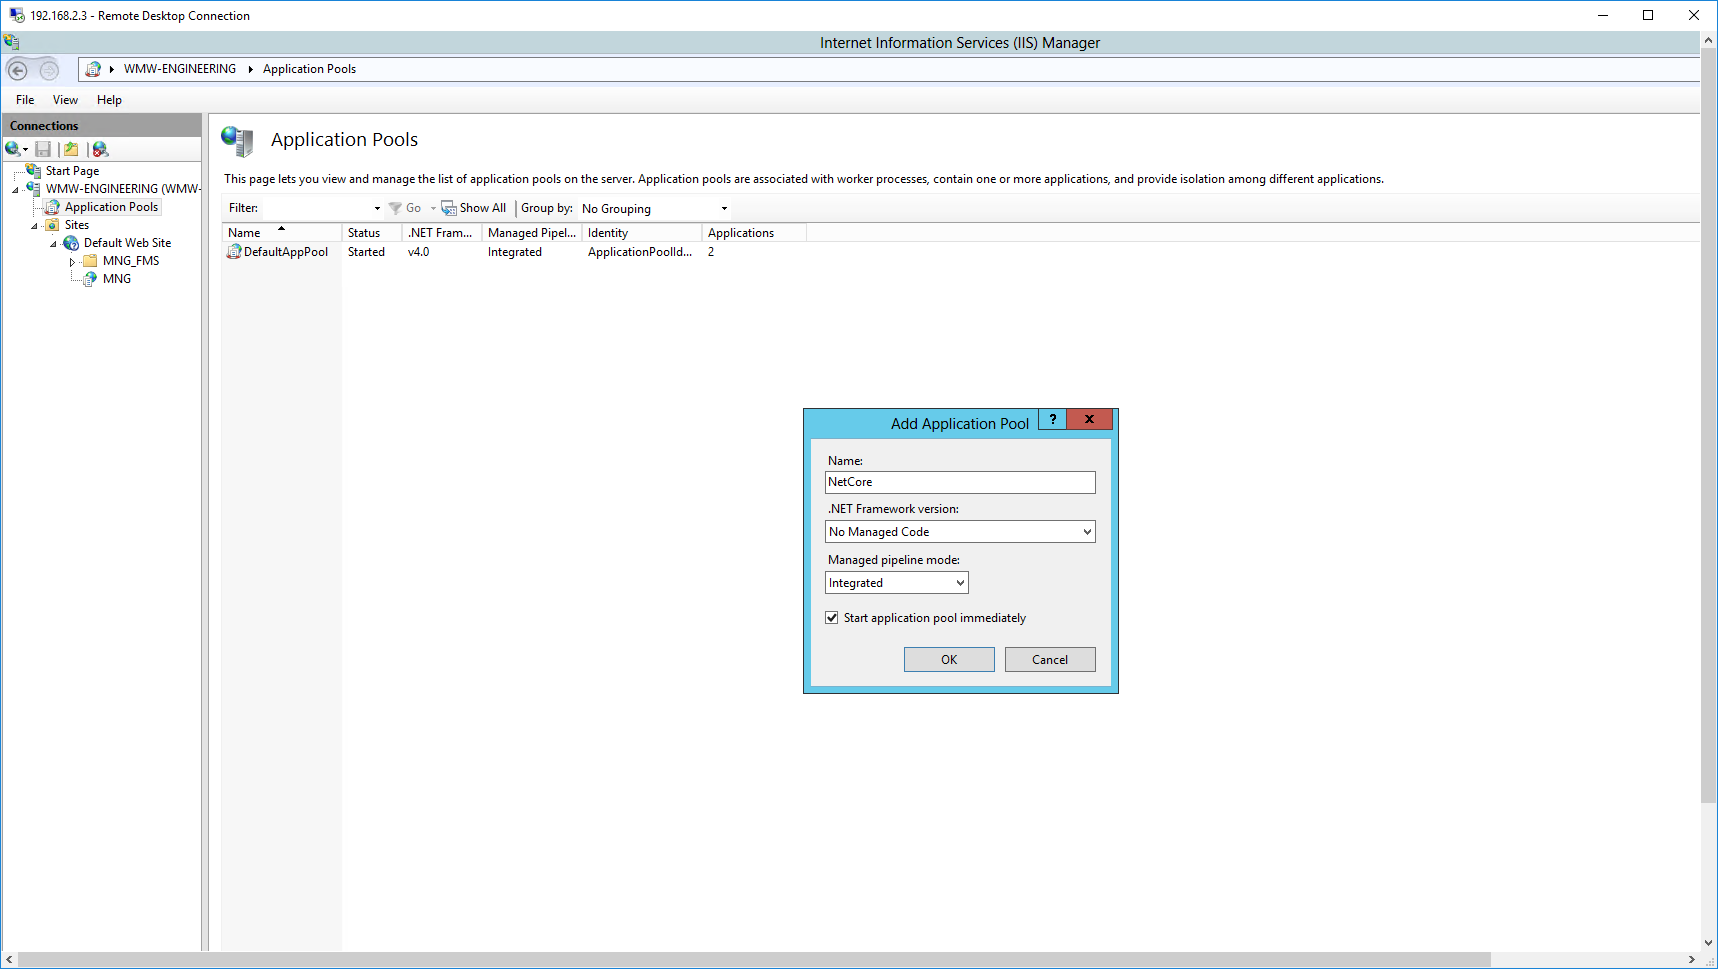 192.168.2.3 - Remote Desktop Connection
Internet Information Services (IIS) Manager
WMW-ENGINEERING Application Pools
File View Help
Connections
Start Page
WMW-ENGINEERING (WMW-
Application Pools
Sites
Default Web Site
MNG_FMS
MNG
Application Pools
This page lets you view and manage the list of application pools on the server. Application pools are associated with worker processes, contain one or more applications, and provide isolation among different applications.
Filter: Go Show All Group by: No Grouping
Name Status .NET Fram... Managed Pipel... Identity Applications
DefaultAppPool Started v4.0 Integrated ApplicationPoolId... 2
Add Application Pool ? x
Name:
NetCore
.NET Framework version:
No Managed Code
Managed pipeline mode:
Integrated
Start application pool immediately
OK Cancel